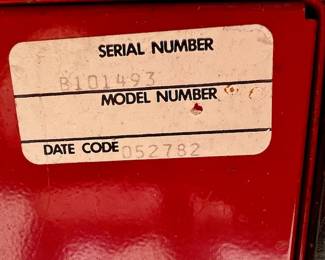 SERIAL NUMBER
B101493
MODEL NUMBER
DATE CODE 052782